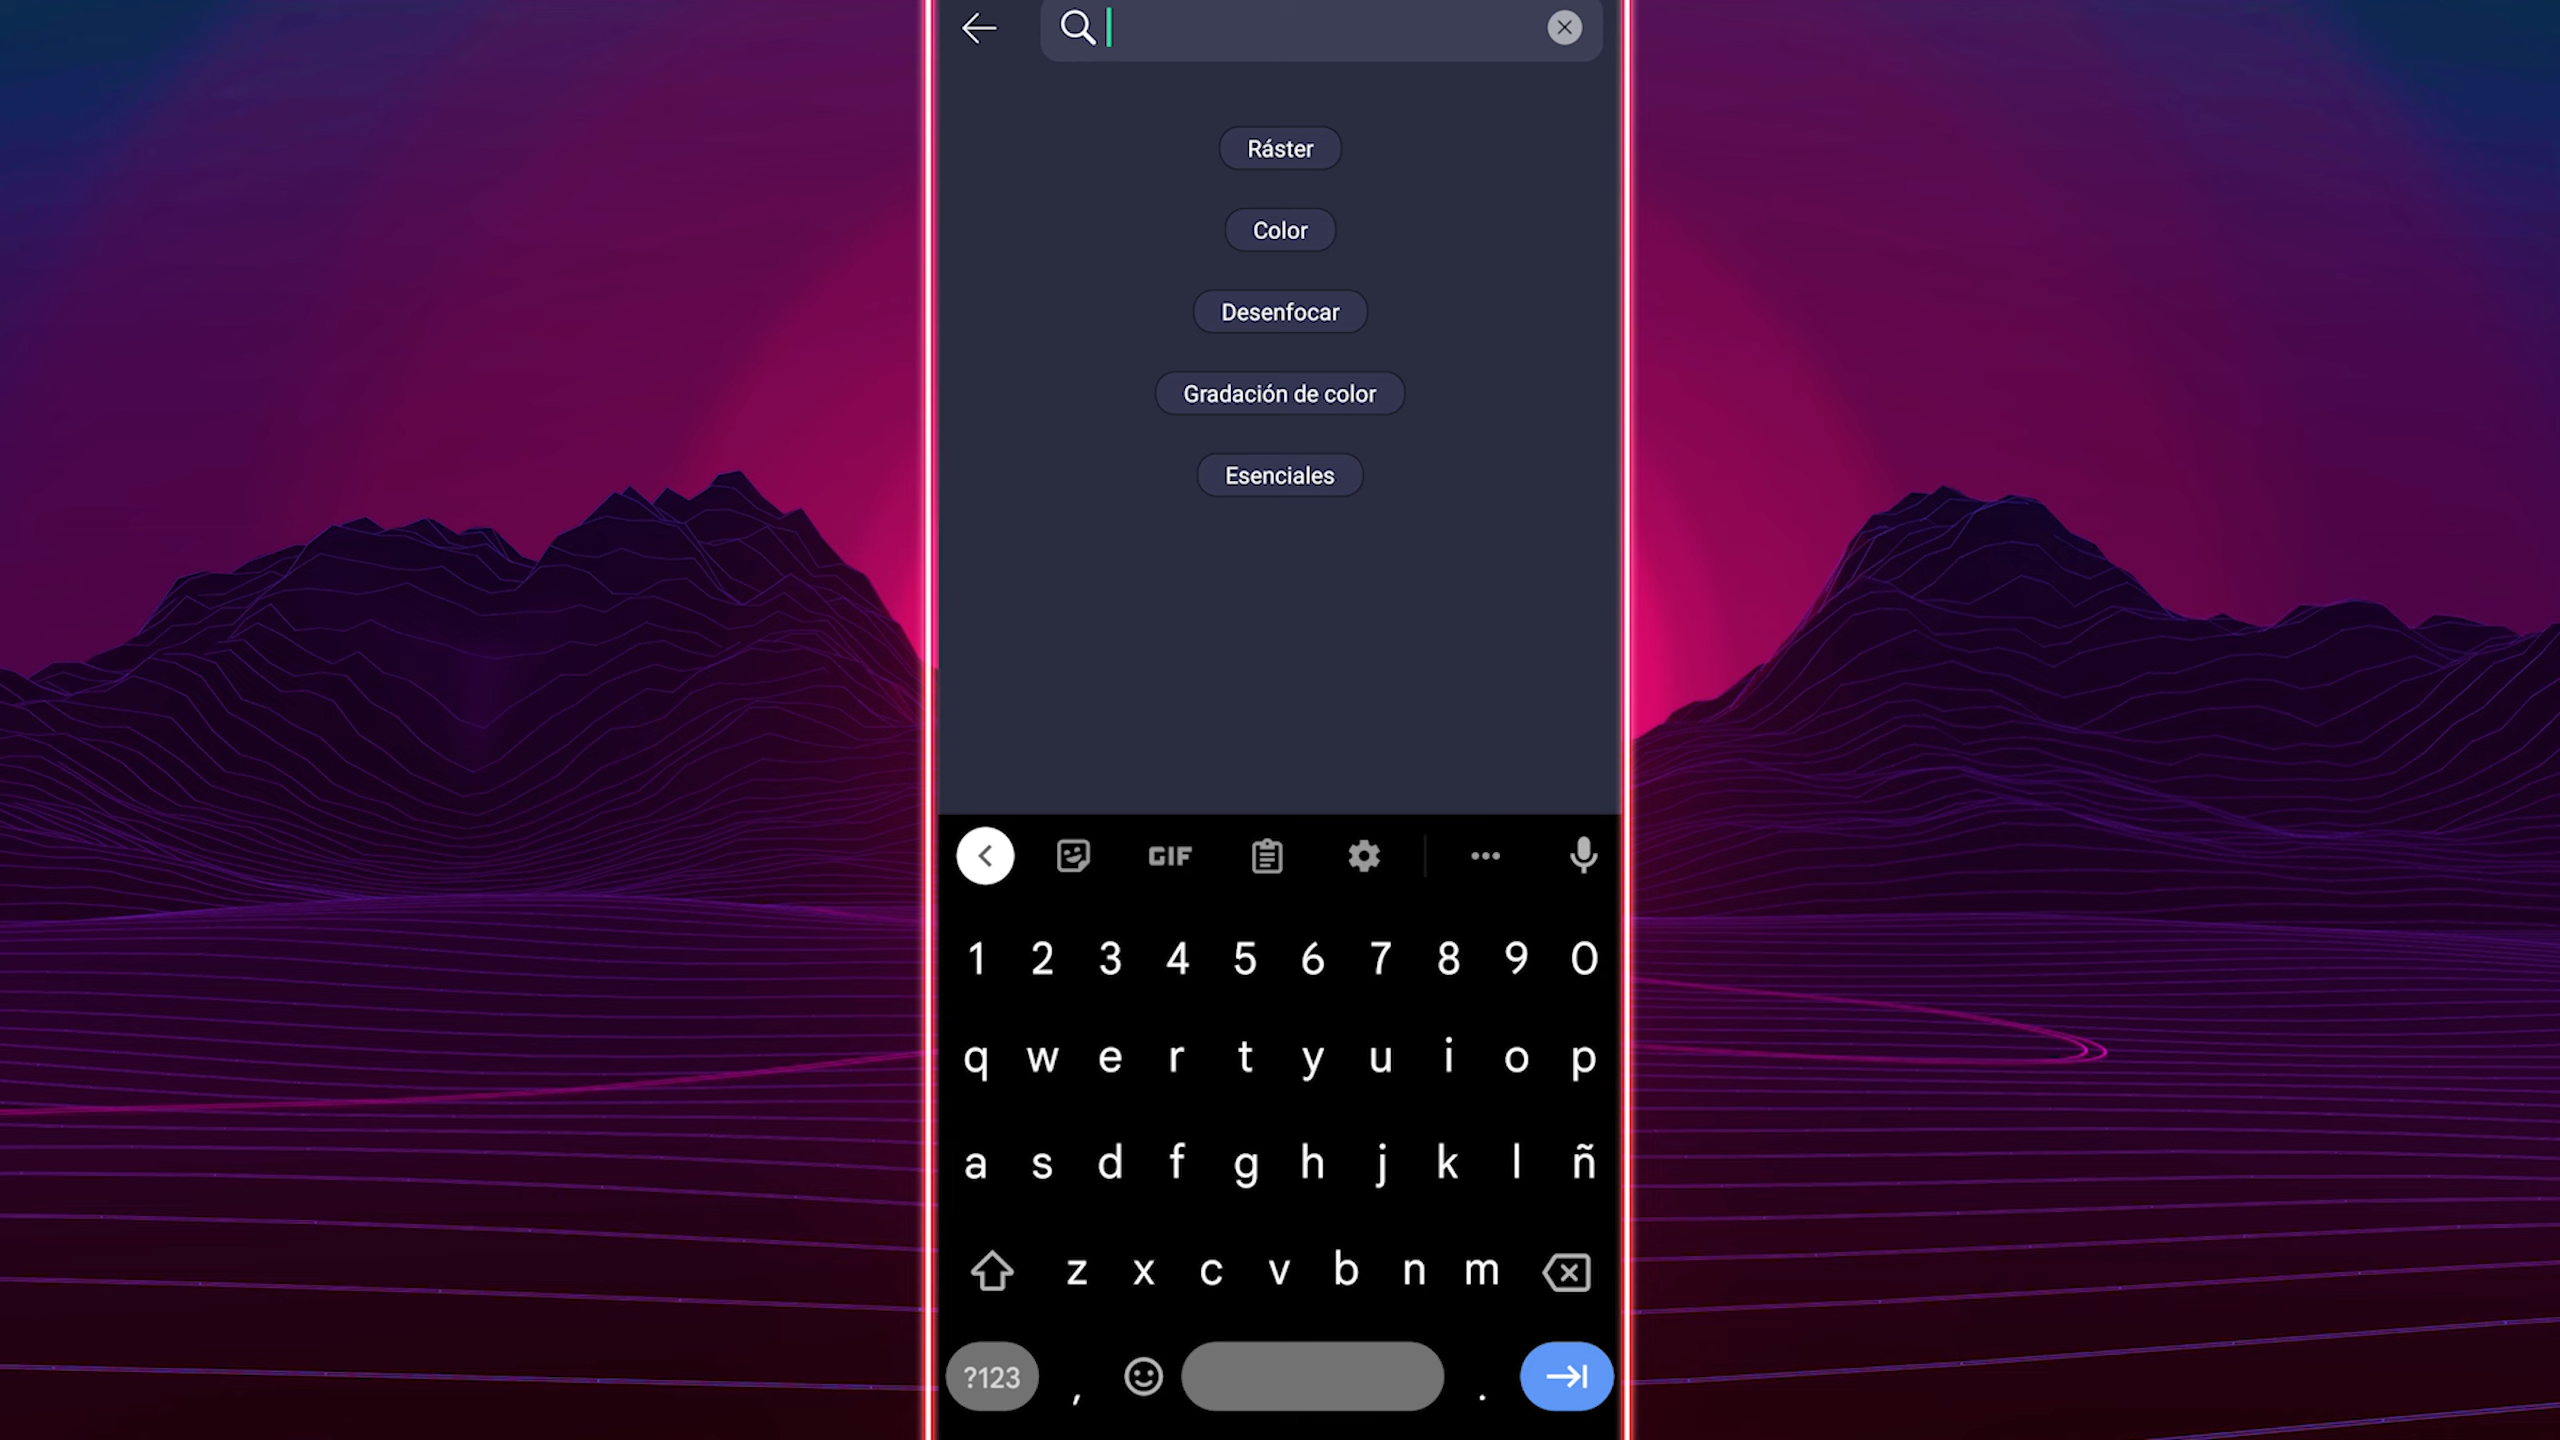 Ráster
Color
Desenfocar
Gradación de color
Esenciales
GIF
1 2 3 4 5 6 7 8 9 0
q w e r t y u i o p
a s d f g h j k l ñ
z x c v b n m
?123 , .